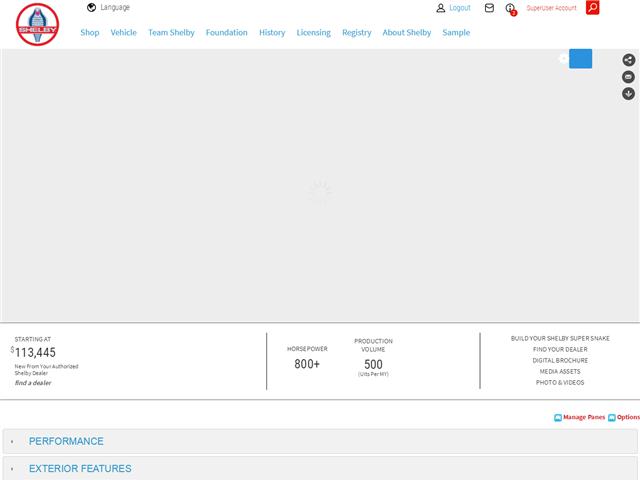 Language
Logout
2
SuperUser Account
SHELBY
Shop Vehicle Team Shelby Foundation History Licensing Registry About Shelby Sample
STARTING AT
$113,445
New From Your Authorized
Shelby Dealer
find a dealer
HORSEPOWER
800+
PRODUCTION
VOLUME
500
(Uits Per MY)
BUILD YOUR SHELBY SUPER SNAKE
FIND YOUR DEALER
DIGITAL BROCHURE
MEDIA ASSETS
PHOTO & VIDEOS
Manage Panes Options
PERFORMANCE
EXTERIOR FEATURES